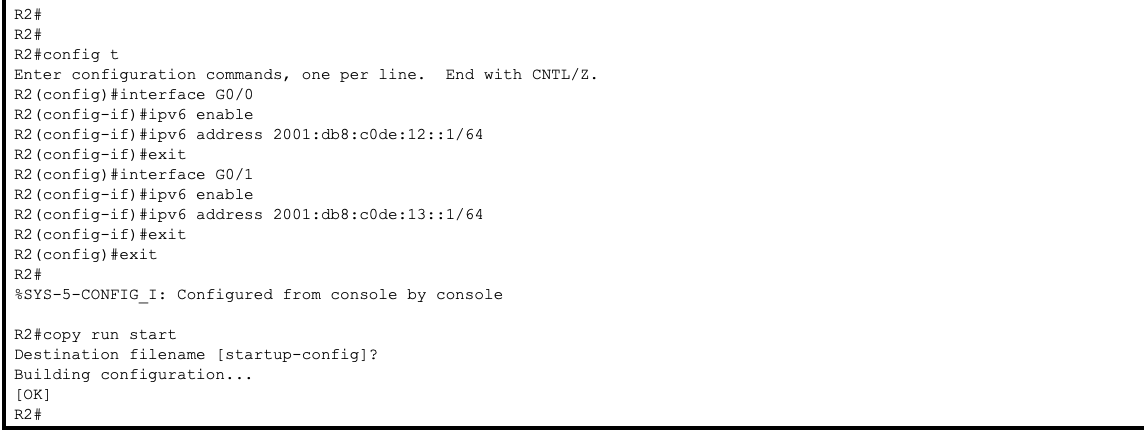 R2#
R2#
R2#config t
Enter configuration commands, one per line.  End with CNTL/Z.
R2(config)#interface G0/0
R2(config-if)#ipv6 enable
R2(config-if)#ipv6 address 2001:db8:c0de:12::1/64
R2(config-if)#exit
R2(config)#interface G0/1
R2(config-if)#ipv6 enable
R2(config-if)#ipv6 address 2001:db8:c0de:13::1/64
R2(config-if)#exit
R2(config)#exit
R2#
%SYS-5-CONFIG_I: Configured from console by console
R2#copy run start
Destination filename [startup-config]?
Building configuration...
[OK]
R2#